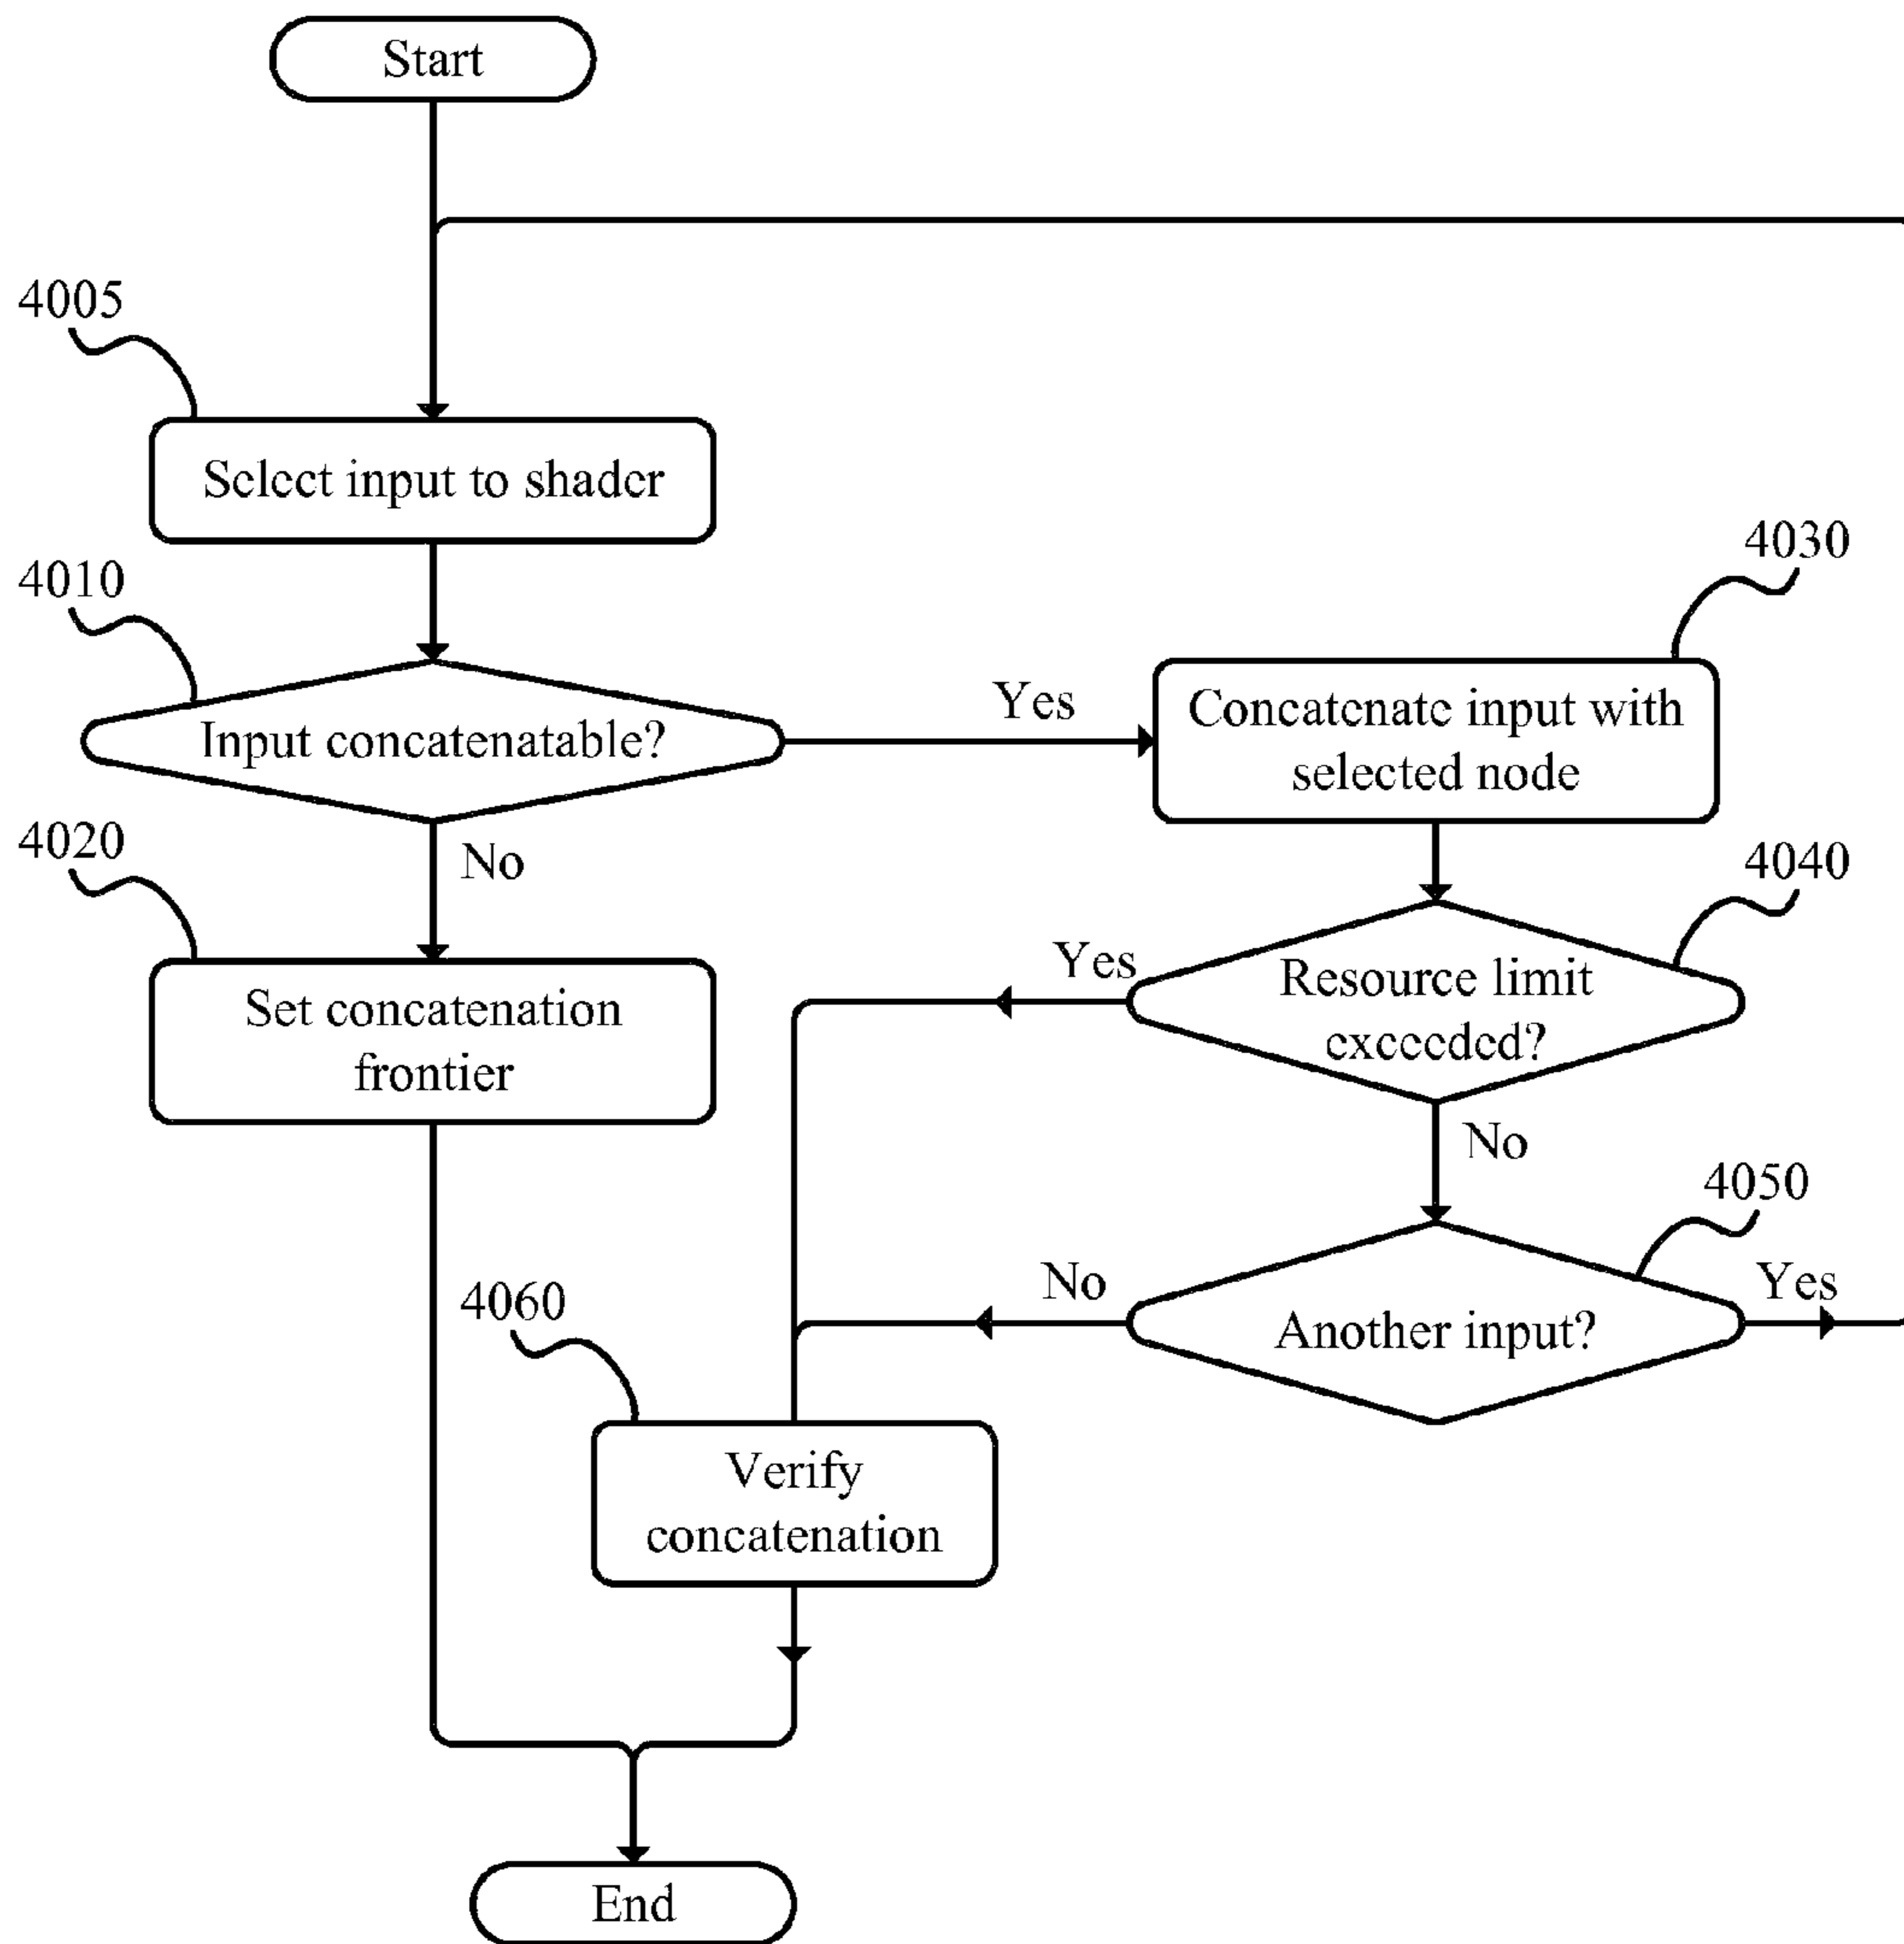 Start
4005
Select input to shader
4010
Input concatenatable?
Yes
4030
Concatenate input with
selected node
4020
No
Set concatenation
frontier
4040
Yes
Resource limit
exceeded?
No
4050
No
Another input?
Yes
4060
Verify
concatenation
End